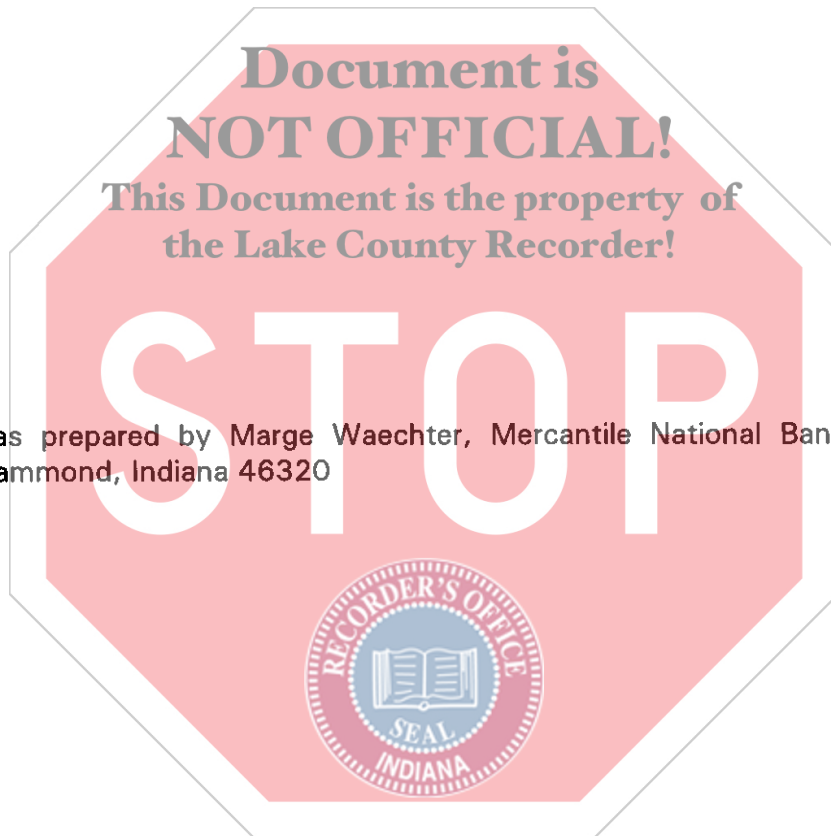 Document is
NOT OFFICIAL!
This Document is the property of
the Lake County Recorder!
STOP
as prepared by Marge Waechter, Mercantile National Ban
ammond, Indiana 46320
RECORDER'S OFFICE
SEAL
INDIANA